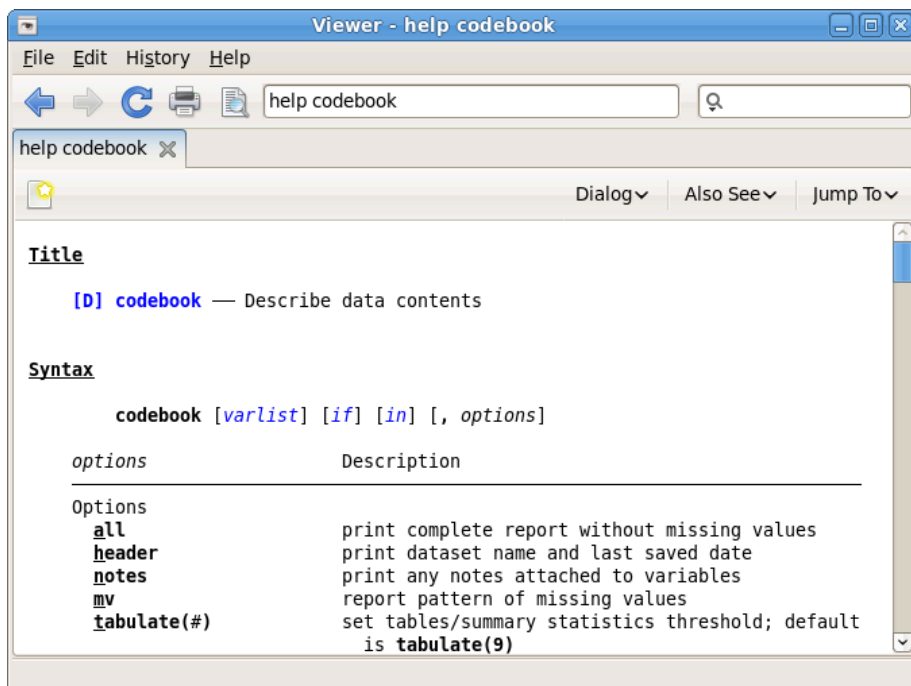 Viewer - help codebook
File Edit History Help
help codebook
help codebook
Dialog Also See Jump To
Title
[D] codebook — Describe data contents
Syntax
codebook [varlist] [if] [in] [, options]
options Description
Options
all print complete report without missing values
header print dataset name and last saved date
notes print any notes attached to variables
mv report pattern of missing values
tabulate(#) set tables/summary statistics threshold; default
is tabulate(9)